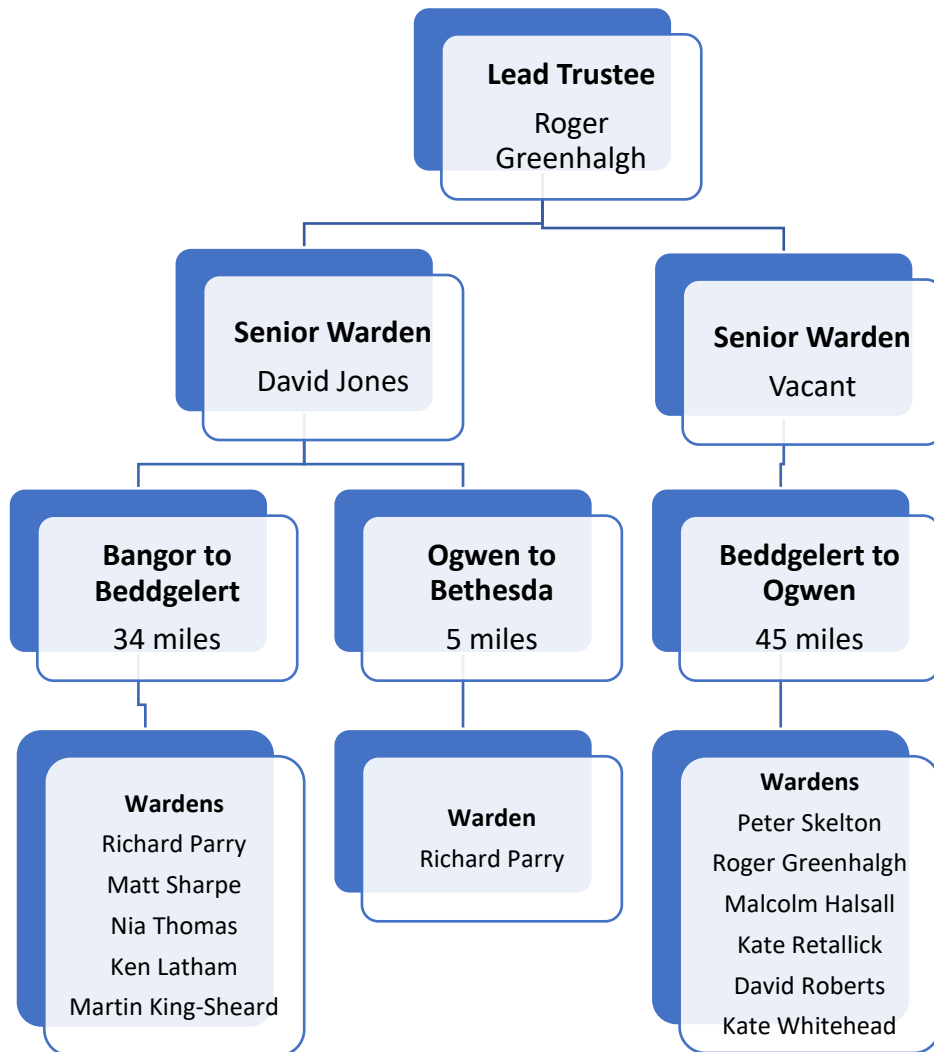 Lead Trustee
Roger
Greenhalgh
Senior Warden
David Jones
Senior Warden
Vacant
Bangor to
Beddgelert
34 miles
Ogwen to
Bethesda
5 miles
Beddgelert to
Ogwen
45 miles
Wardens
Richard Parry
Matt Sharpe
Nia Thomas
Ken Latham
Martin King-Sheard
Warden
Richard Parry
Wardens
Peter Skelton
Roger Greenhalgh
Malcolm Halsall
Kate Retallick
David Roberts
Kate Whitehead